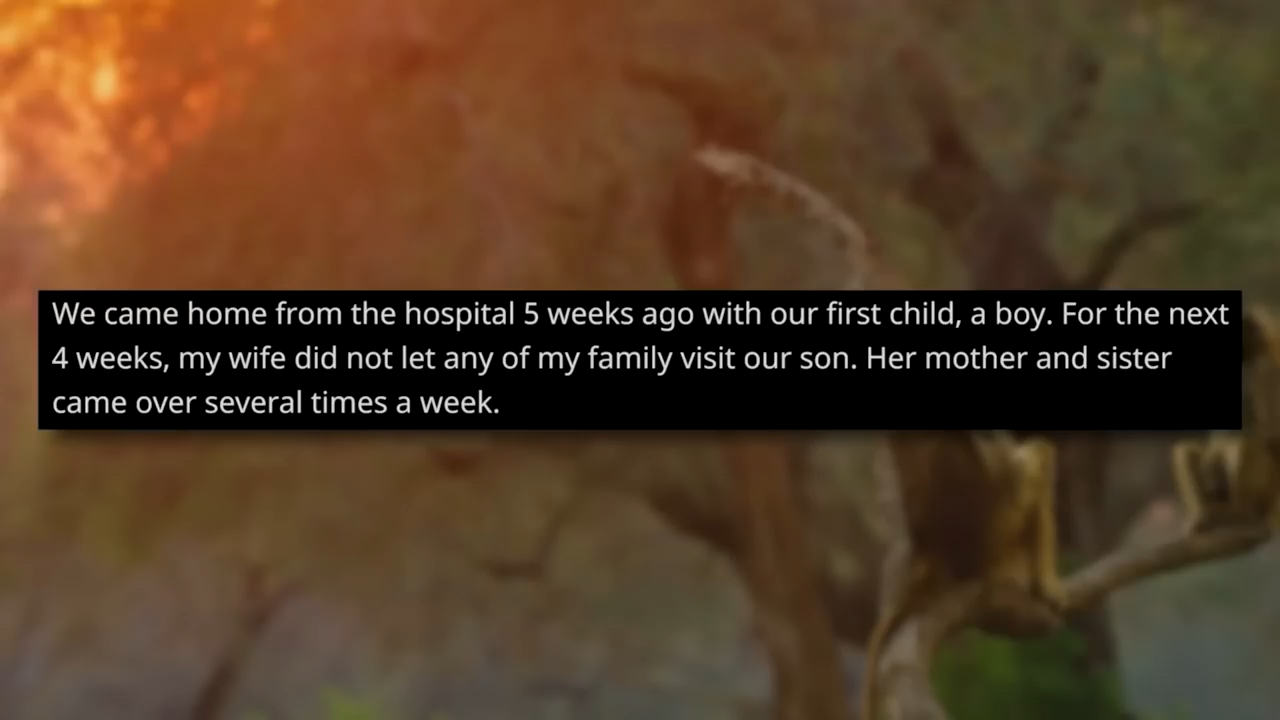 We came home from the hospital 5 weeks ago with our first child, a boy. For the next
4 weeks, my wife did not let any of my family visit our son. Her mother and sister
came over several times a week.